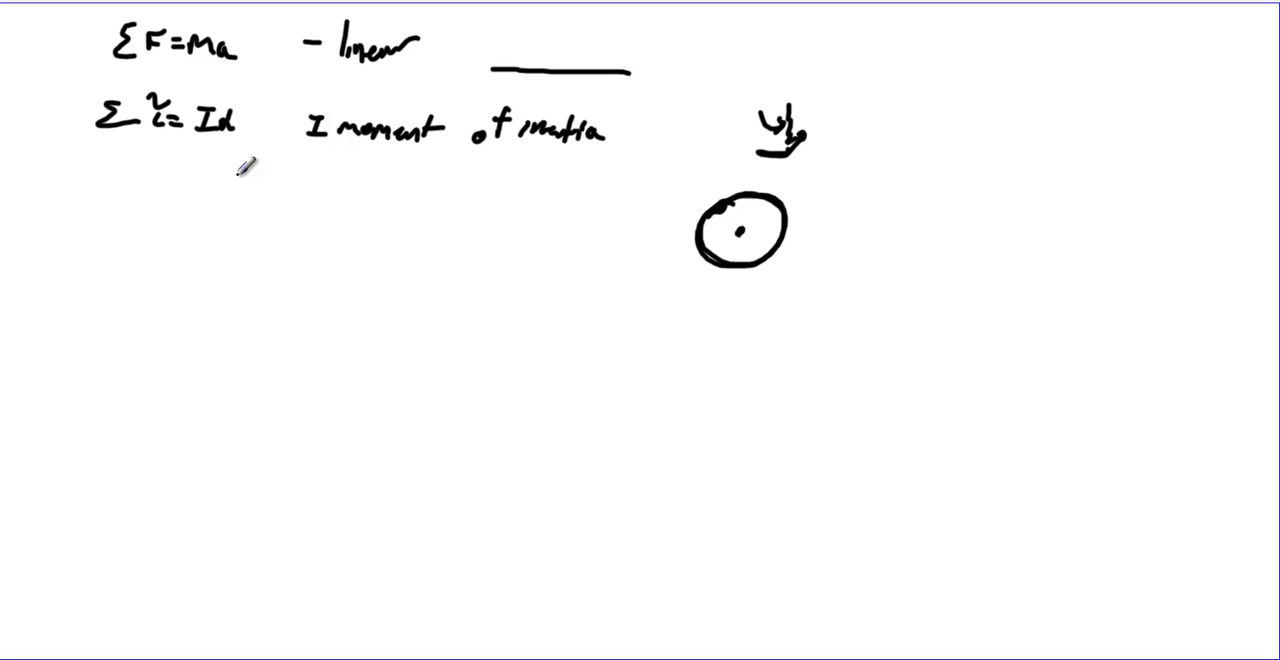 ΣF=ma - linear
Στ=Iα I moment of inertia